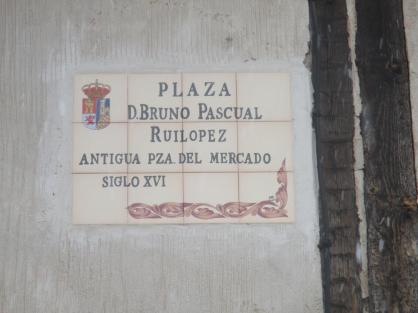 PLAZA
D. BRUNO PASCUAL
RUILOPEZ
ANTIGUA PZA. DEL MERCADO
SIGLO XVI